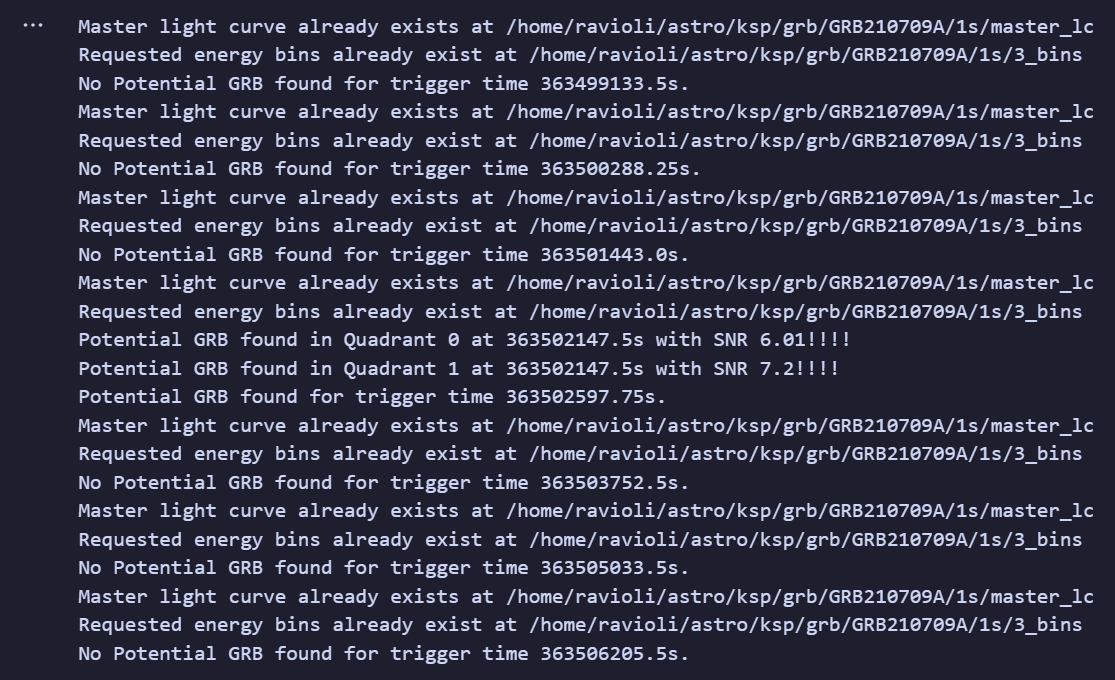 ...
Master light curve already exists at /home/ravioli/astro/ksp/grb/GRB210709A/1s/master_lc
Requested energy bins already exist at /home/ravioli/astro/ksp/grb/GRB210709A/1s/3_bins
No Potential GRB found for trigger time 363499133.5s.
Master light curve already exists at /home/ravioli/astro/ksp/grb/GRB210709A/1s/master_lc
Requested energy bins already exist at /home/ravioli/astro/ksp/grb/GRB210709A/1s/3_bins
No Potential GRB found for trigger time 363500288.25s.
Master light curve already exists at /home/ravioli/astro/ksp/grb/GRB210709A/1s/master_lc
Requested energy bins already exist at /home/ravioli/astro/ksp/grb/GRB210709A/1s/3_bins
No Potential GRB found for trigger time 363501443.0s.
Master light curve already exists at /home/ravioli/astro/ksp/grb/GRB210709A/1s/master_lc
Requested energy bins already exist at /home/ravioli/astro/ksp/grb/GRB210709A/1s/3_bins
Potential GRB found in Quadrant 0 at 363502147.5s with SNR 6.01!!!!
Potential GRB found in Quadrant 1 at 363502147.5s with SNR 7.2!!!!
Potential GRB found for trigger time 363502597.75s.
Master light curve already exists at /home/ravioli/astro/ksp/grb/GRB210709A/1s/master_lc
Requested energy bins already exist at /home/ravioli/astro/ksp/grb/GRB210709A/1s/3_bins
No Potential GRB found for trigger time 363503752.5s.
Master light curve already exists at /home/ravioli/astro/ksp/grb/GRB210709A/1s/master_lc
Requested energy bins already exist at /home/ravioli/astro/ksp/grb/GRB210709A/1s/3_bins
No Potential GRB found for trigger time 363505033.5s.
Master light curve already exists at /home/ravioli/astro/ksp/grb/GRB210709A/1s/master_lc
Requested energy bins already exist at /home/ravioli/astro/ksp/grb/GRB210709A/1s/3_bins
No Potential GRB found for trigger time 363506205.5s.